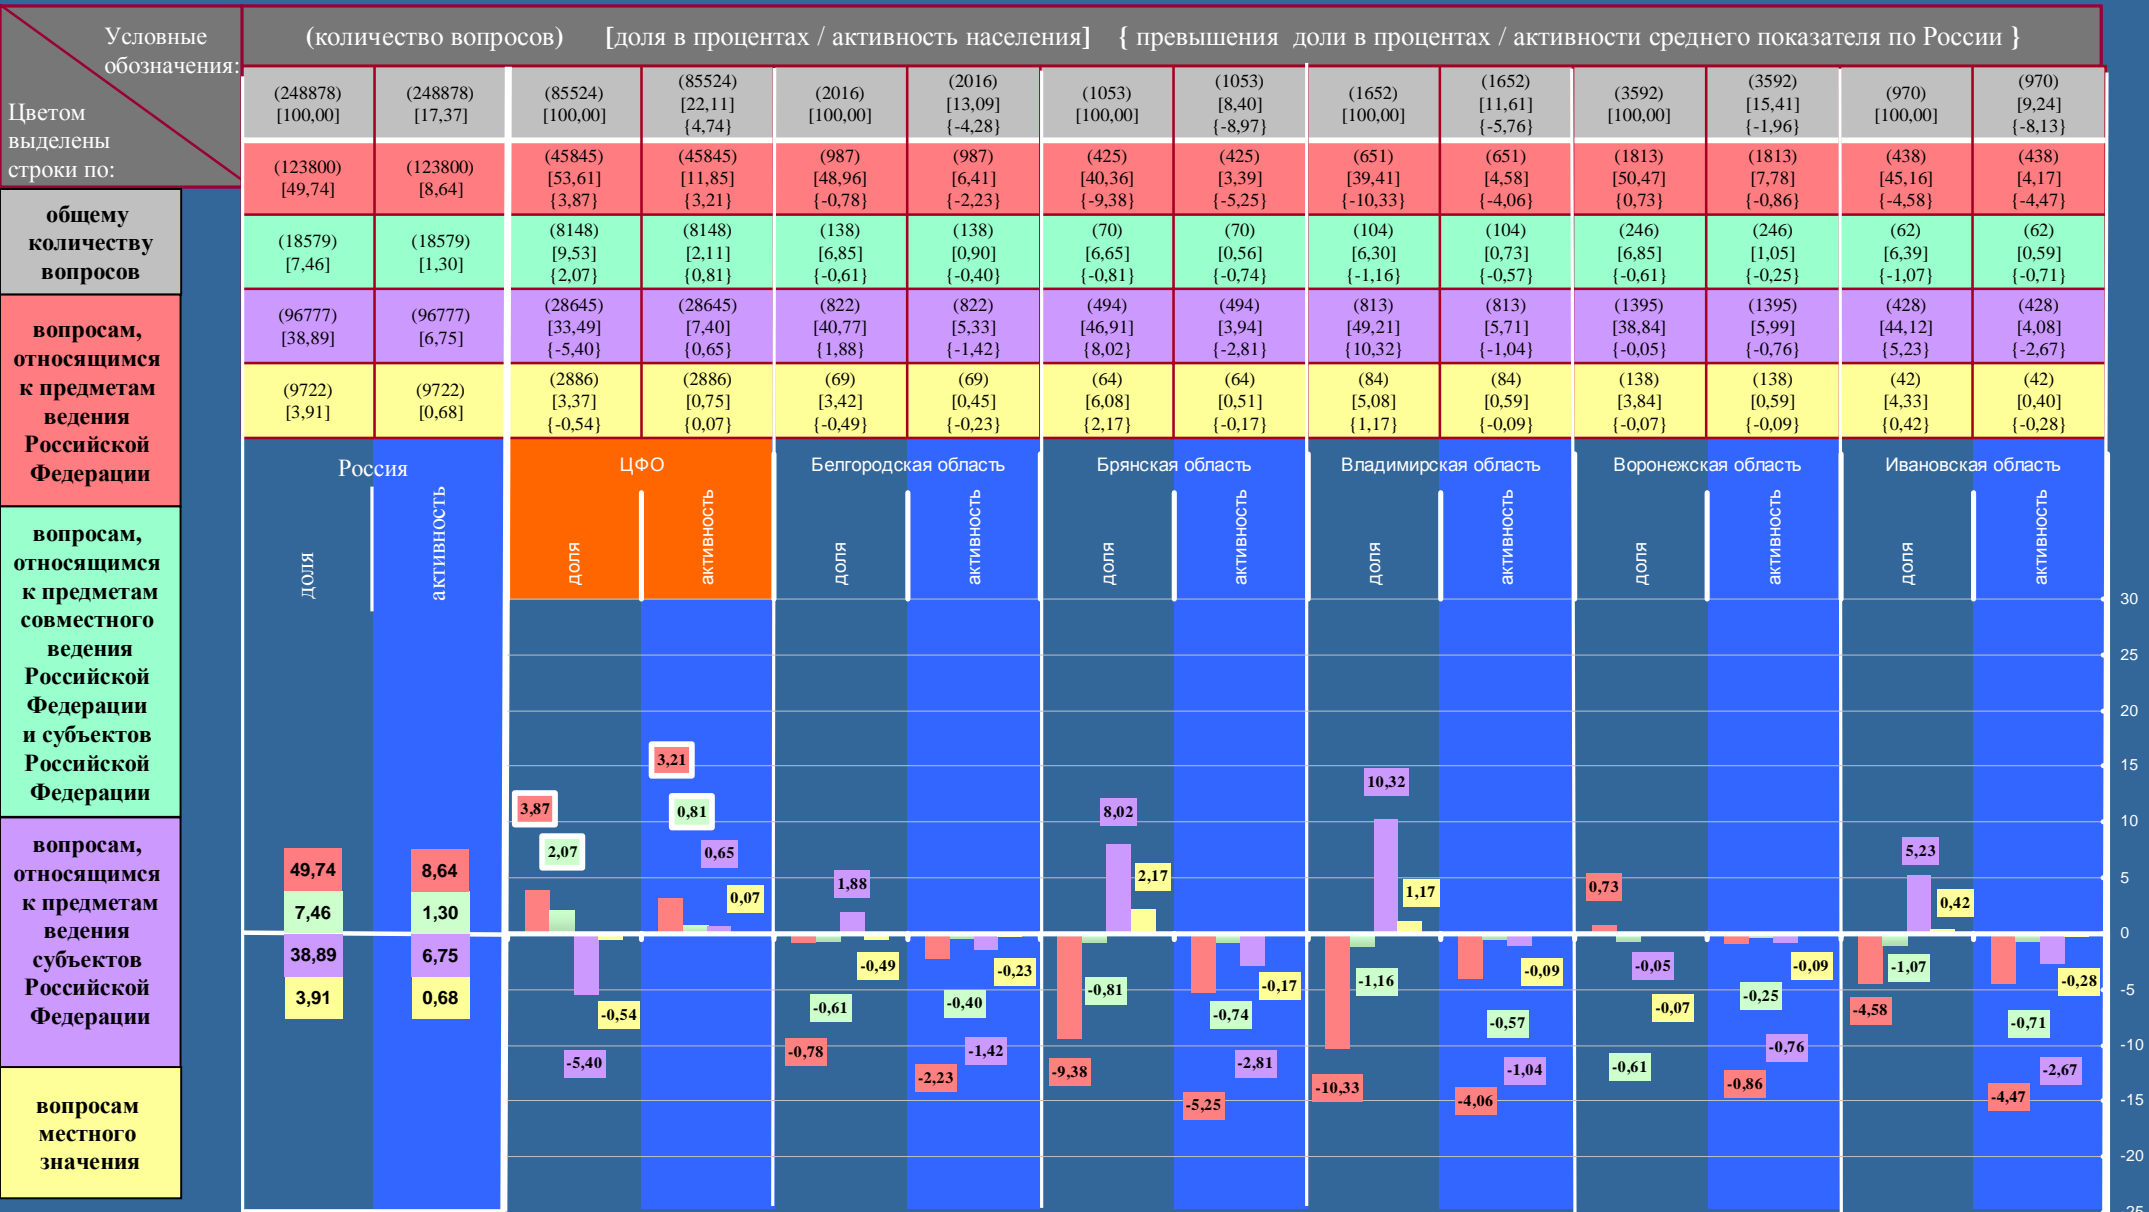 Условные
обозначения:
Цветом
выделены
строки по:
(количество вопросов) [доля в процентах / активность населения] { превышения доли в процентах / активности среднего показателя по России }
(248878) (248878) (85524) (85524) (2016) (2016) (1053) (1053) (1652) (1652) (3592) (3592) (970) (970)
[100,00] [17,37] [100,00] [22,11] [100,00] [13,09] [100,00] [8,40] [100,00] [11,61] [100,00] [15,41] [100,00] [9,24]
{4,74} {-4,28} {-8,97} {-5,76} {-1,96} {-8,13}
(123800) (123800) (45845) (45845) (987) (987) (425) (425) (651) (651) (1813) (1813) (438) (438)
[49,74] [8,64] [53,61] [11,85] [48,96] [6,41] [40,36] [3,39] [39,41] [4,58] [50,47] [7,78] [45,16] [4,17]
{3,87} {3,21} {-0,78} {-2,23} {-9,38} {-5,25} {-10,33} {-4,06} {0,73} {-0,86} {-4,58} {-4,47}
(18579) (18579) (8148) (8148) (138) (138) (70) (70) (104) (104) (246) (246) (62) (62)
[7,46] [1,30] [9,53] [2,11] [6,85] [0,90] [6,65] [0,56] [6,30] [0,73] [6,85] [1,05] [6,39] [0,59]
{2,07} {0,81} {-0,61} {-0,40} {-0,81} {-0,74} {-1,16} {-0,57} {-0,61} {-0,25} {-1,07} {-0,71}
(96777) (96777) (28645) (28645) (822) (822) (494) (494) (813) (813) (1395) (1395) (428) (428)
[38,89] [6,75] [33,49] [7,40] [40,77] [5,33] [46,91] [3,94] [49,21] [5,71] [38,84] [5,99] [44,12] [4,08]
{-5,40} {0,65} {1,88} {-1,42} {8,02} {-2,81} {10,32} {-1,04} {-0,05} {-0,76} {5,23} {-2,67}
(9722) (9722) (2886) (2886) (69) (69) (64) (64) (84) (84) (138) (138) (42) (42)
[3,91] [0,68] [3,37] [0,75] [3,42] [0,45] [6,08] [0,51] [5,08] [0,59] [3,84] [0,59] [4,33] [0,40]
{-0,54} {0,07} {-0,49} {-0,23} {2,17} {-0,17} {1,17} {-0,09} {-0,07} {-0,09} {0,42} {-0,28}
общему
количеству
вопросов
вопросам,
относящимся
к предметам
ведения
Российской
Федерации
вопросам,
относящимся
к предметам
совместного
ведения
Российской
Федерации
и субъектов
Российской
Федерации
вопросам,
относящимся
к предметам
ведения
субъектов
Российской
Федерации
вопросам
местного
значения
Россия ЦФО Белгородская область Брянская область Владимирская область Воронежская область Ивановская область
доля активность доля активность доля активность доля активность доля активность доля активность доля активность
49,74 8,64
7,46 1,30
38,89 6,75
3,91 0,68
3,87
2,07
-5,40
-0,54
3,21
0,81
0,65
0,07
-0,78
-0,61
1,88
-0,49
-2,23
-0,40
-1,42
-0,23
-9,38
-0,81
8,02
2,17
-5,25
-0,74
-2,81
-0,17
-10,33
-1,16
10,32
1,17
-4,06
-0,57
-1,04
-0,09
0,73
-0,61
-0,05
-0,07
-0,86
-0,25
-0,76
-0,09
-4,58
-1,07
5,23
0,42
-4,47
-0,71
-2,67
-0,28
30
25
20
15
10
5
0
-5
-10
-15
-20
-25